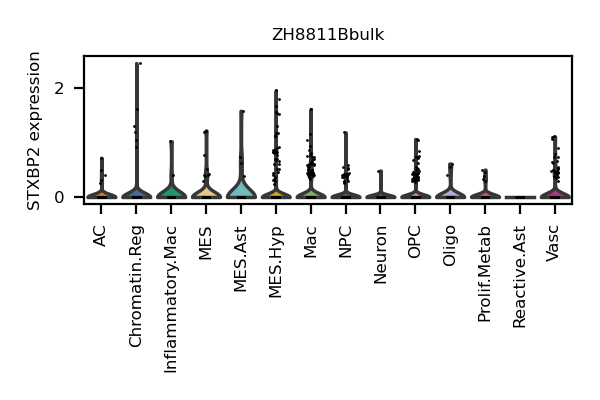 ZH8811Bbulk
STXBP2 expression
2
0
AC
Chromatin.Reg
Inflammatory.Mac
MES
MES.Ast
MES.Hyp
Mac
NPC
Neuron
OPC
Oligo
Prolif.Metab
Reactive.Ast
Vasc